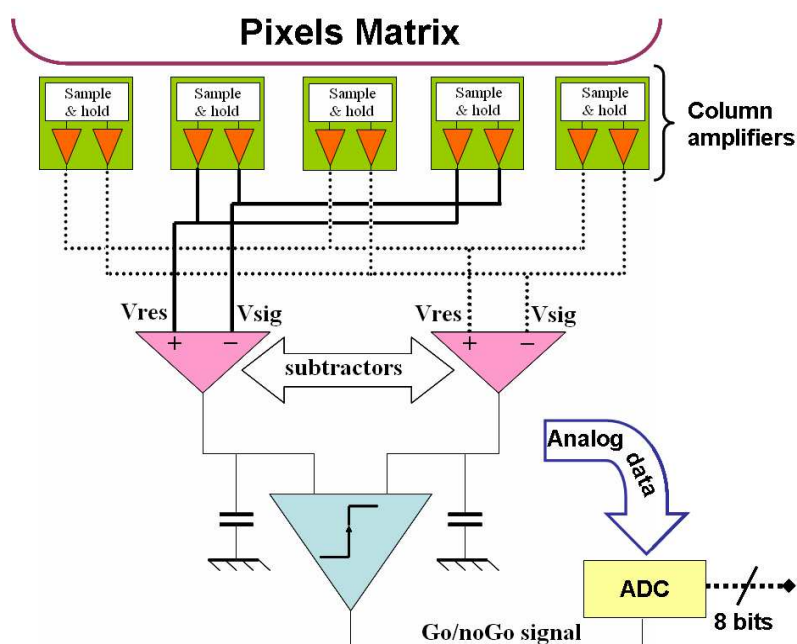 Pixels Matrix
Sample
& hold
Sample
& hold
Sample
& hold
Sample
& hold
Sample
& hold
Column
amplifiers
Vres
Vsig
Vres
Vsig
+ −
+ −
subtractors
Analog
data
ADC
8 bits
Go/noGo signal